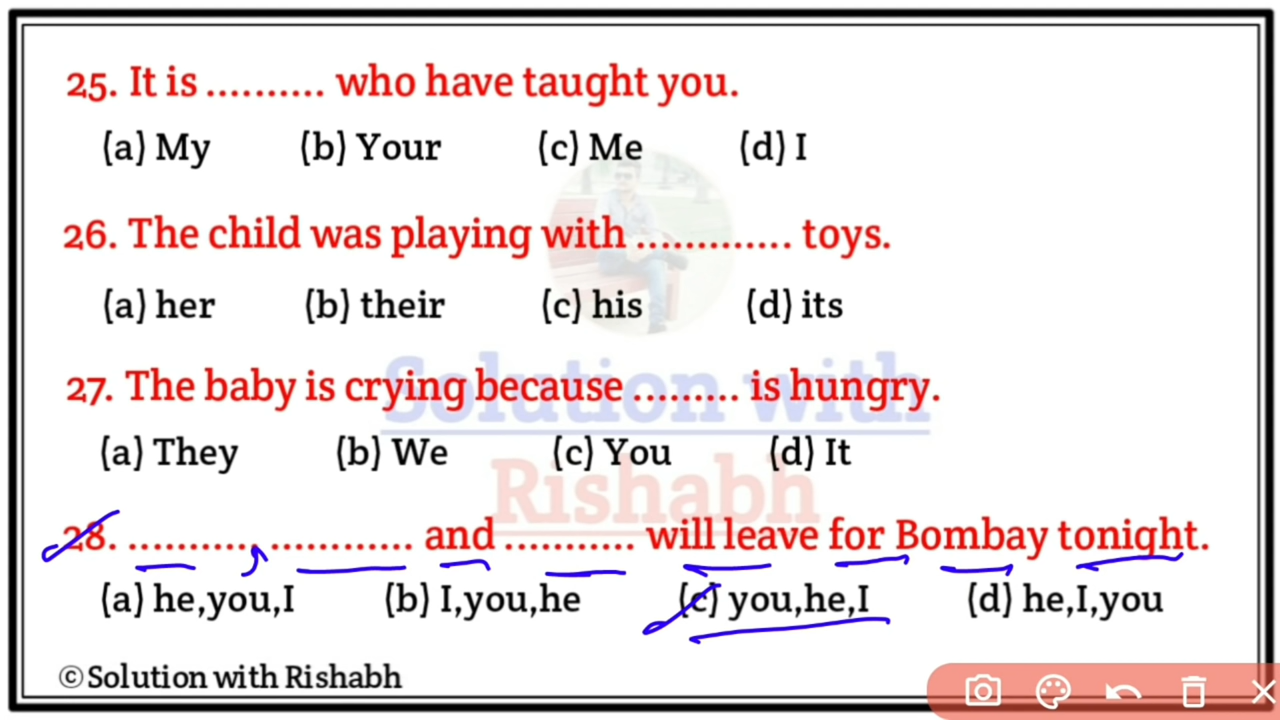 25. It is .......... who have taught you.
(a) My (b) Your (c) Me (d) I
26. The child was playing with ............. toys.
(a) her (b) their (c) his (d) its
27. The baby is crying because ......... is hungry.
(a) They (b) We (c) You (d) It
Solution with
Rishabh
28. ........................ and ........... will leave for Bombay tonight.
(a) he,you,I (b) I,you,he (c) you,he,I (d) he,I,you
©Solution with Rishabh